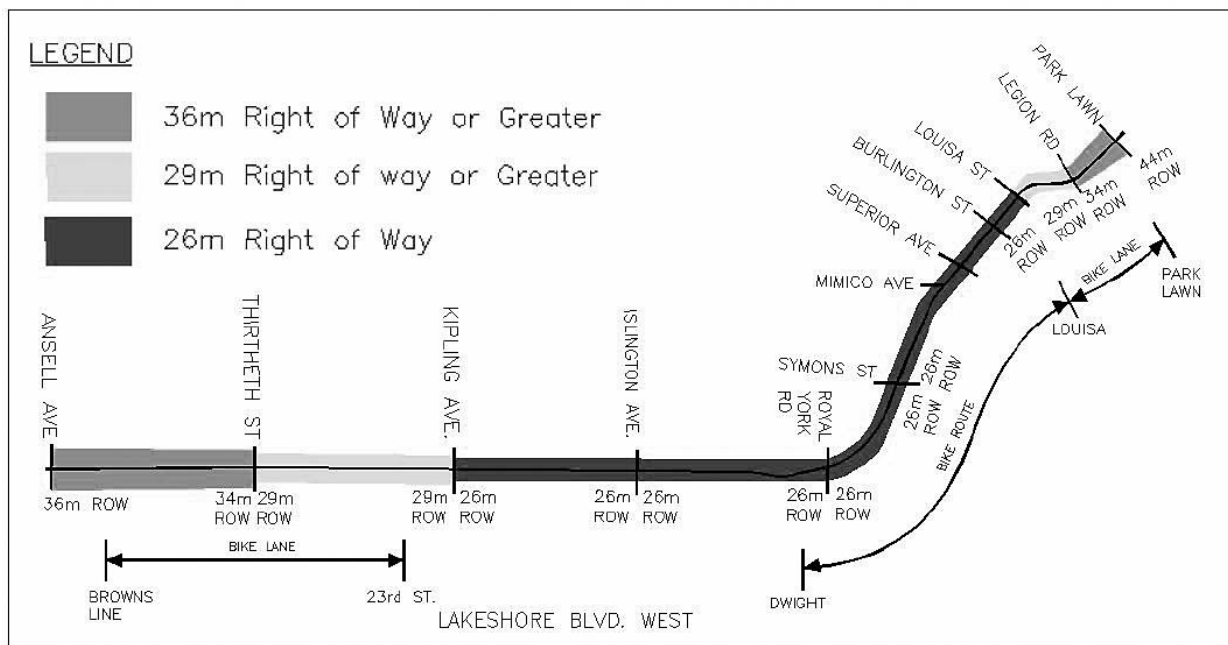 LEGEND
36m Right of Way or Greater
29m Right of way or Greater
26m Right of Way
ANSELL AVE
THIRTHETH ST
KIPLING AVE.
ISLINGTON AVE.
ROYAL
YORK
RD
SYMONS ST
MIMICO AVE
SUPERIOR AVE
BURLINGTON ST
LOUISA ST
LEGION RD
PARK LAWN
36m ROW
34m
ROW
29m
ROW
29m
ROW
26m
ROW
26m
ROW
26m
ROW
26m
ROW
26m
ROW
26m
ROW
26m
ROW
26m
ROW
29m
ROW
34m
ROW
44m
ROW
BIKE LANE
BROWNS
LINE
23rd ST.
BIKE ROUTE
DWIGHT
BIKE LANE
LOUISA
PARK
LAWN
LAKESHORE BLVD. WEST